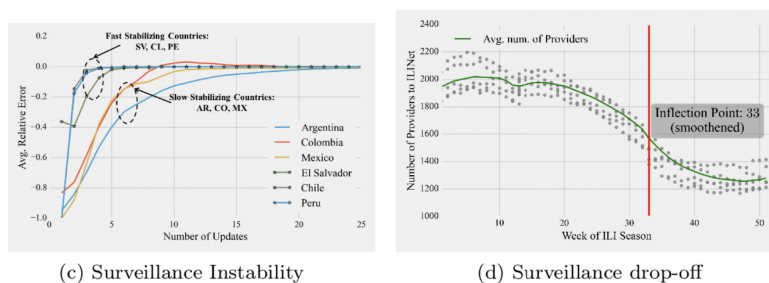 Fast Stabilizing Countries:
SV, CL, PE
Slow Stabilizing Countries:
AR, CO, MX
Argentina
Colombia
Mexico
El Salvador
Chile
Peru
0.2
0.0
−0.2
−0.4
−0.6
−0.8
−1.0
Avg. Relative Error
0 5 10 15 20 25
Number of Updates
(c) Surveillance Instability
Avg. num. of Providers
Inflection Point: 33
(smoothened)
2400
2200
2000
1800
1600
1400
1200
1000
Number of Providers to ILINet
10 20 30 40 50
Week of ILI Season
(d) Surveillance drop-off